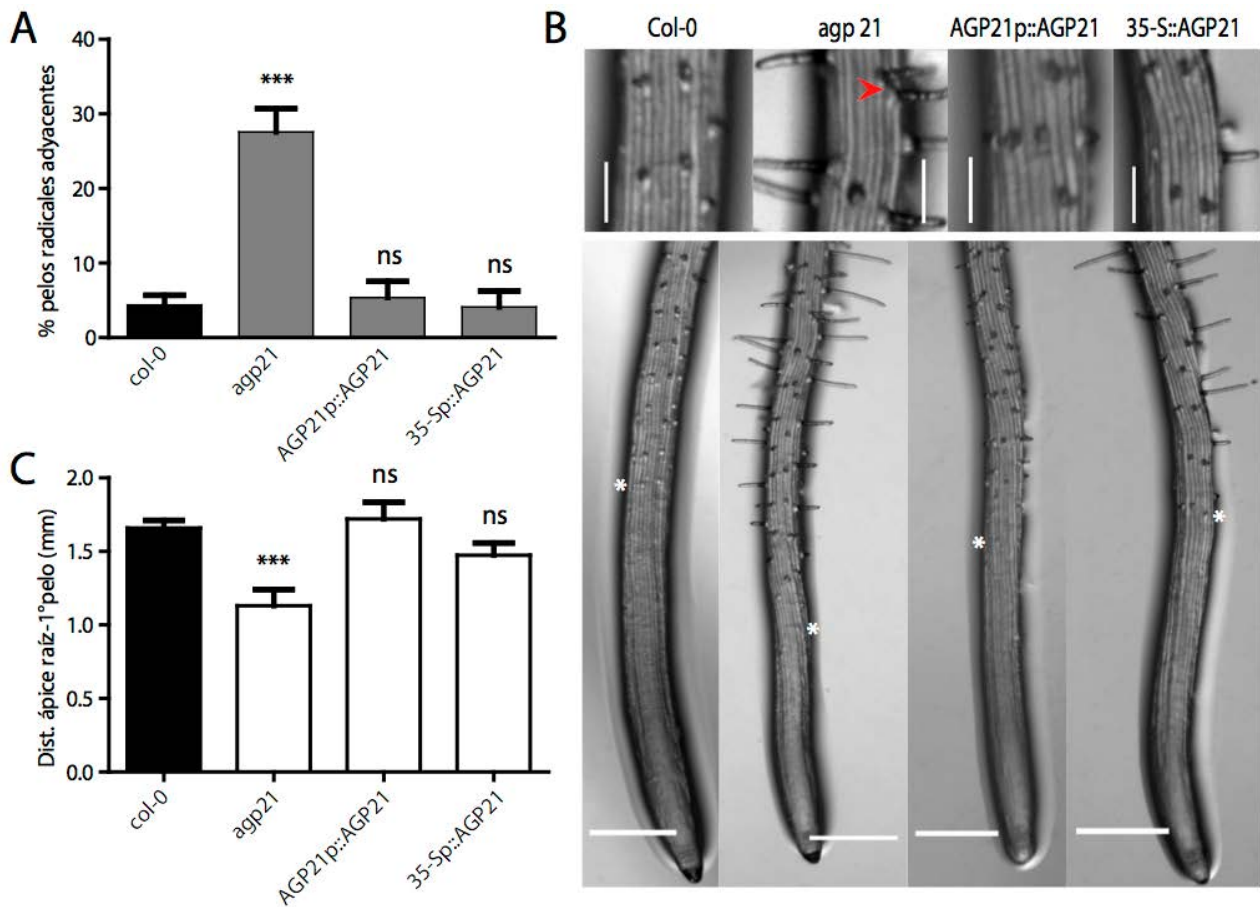 A
% pelos radicales adyacentes
40
30
20
10
0
***
ns
ns
col-0
agp21
AGP21p::AGP21
35-Sp::AGP21
B
Col-0
agp 21
AGP21p::AGP21
35-S::AGP21
*
*
*
*
C
Dist. ápice raíz-1°pelo (mm)
2.0
1.5
1.0
0.5
0.0
***
ns
ns
col-0
agp21
AGP21p::AGP21
35-Sp::AGP21